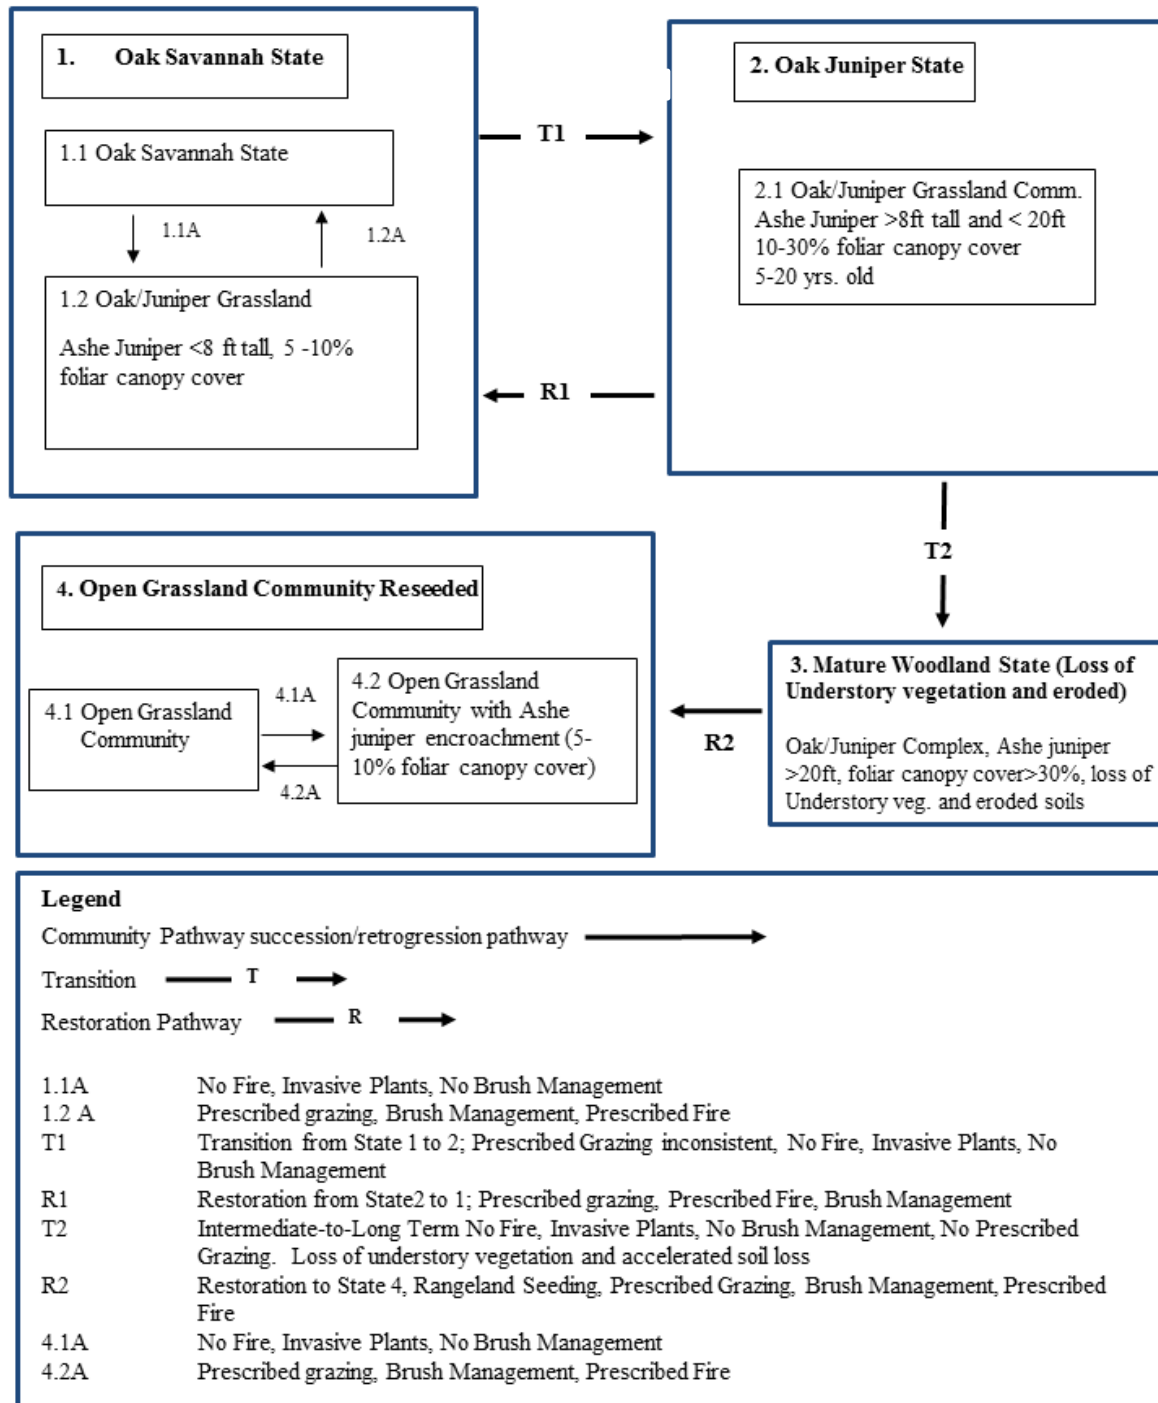 1. Oak Savannah State
1.1 Oak Savannah State
1.1A
1.2A
1.2 Oak/Juniper Grassland
Ashe Juniper <8 ft tall, 5 -10%
foliar canopy cover
T1
R1
2. Oak Juniper State
2.1 Oak/Juniper Grassland Comm.
Ashe Juniper >8ft tall and < 20ft
10-30% foliar canopy cover
5-20 yrs. old
T2
3. Mature Woodland State (Loss of
Understory vegetation and eroded)
Oak/Juniper Complex, Ashe juniper
>20ft, foliar canopy cover>30%, loss of
Understory veg. and eroded soils
R2
4. Open Grassland Community Reseeded
4.1 Open Grassland
Community
4.1A
4.2A
4.2 Open Grassland
Community with Ashe
juniper encroachment (5-
10% foliar canopy cover)
Legend
Community Pathway succession/retrogression pathway
Transition T
Restoration Pathway R
1.1A No Fire, Invasive Plants, No Brush Management
1.2 A Prescribed grazing, Brush Management, Prescribed Fire
T1 Transition from State 1 to 2; Prescribed Grazing inconsistent, No Fire, Invasive Plants, No
Brush Management
R1 Restoration from State2 to 1; Prescribed grazing, Prescribed Fire, Brush Management
T2 Intermediate-to-Long Term No Fire, Invasive Plants, No Brush Management, No Prescribed
Grazing. Loss of understory vegetation and accelerated soil loss
R2 Restoration to State 4, Rangeland Seeding, Prescribed Grazing, Brush Management, Prescribed
Fire
4.1A No Fire, Invasive Plants, No Brush Management
4.2A Prescribed grazing, Brush Management, Prescribed Fire